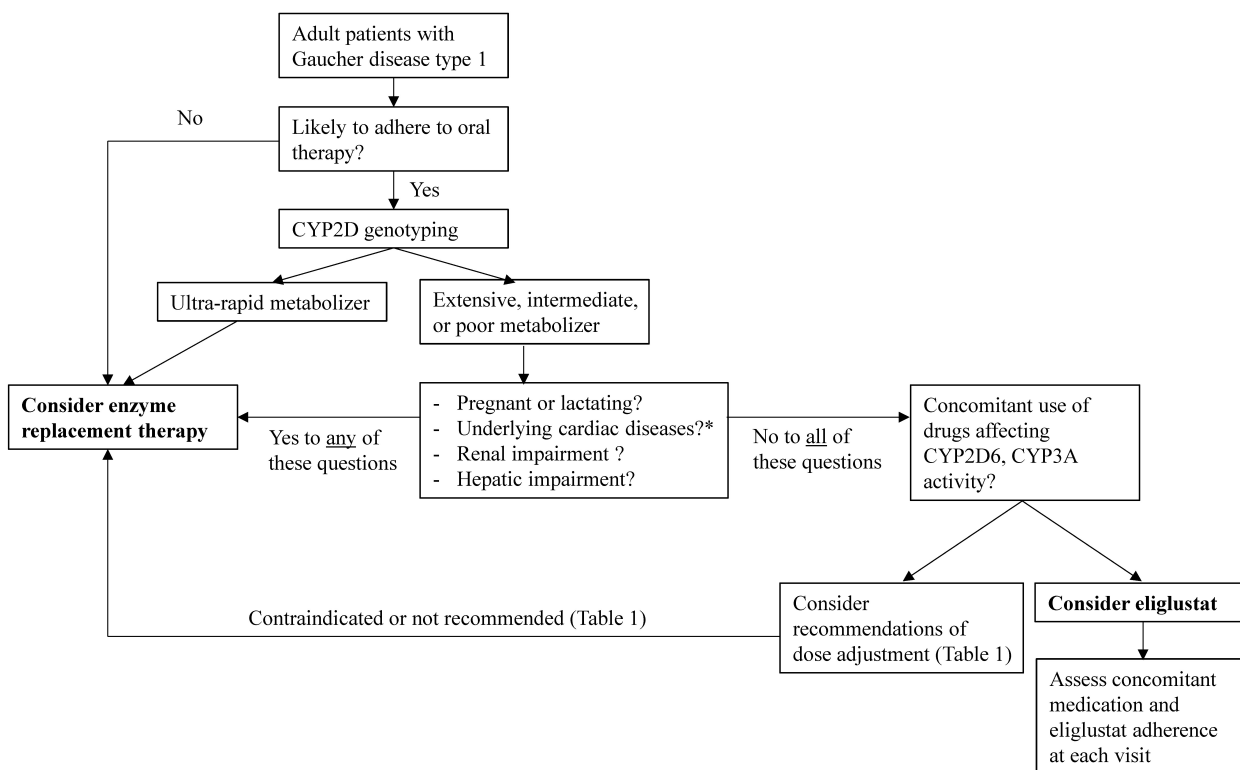 Adult patients with
Gaucher disease type 1
No
Likely to adhere to oral
therapy?
Yes
CYP2D genotyping
Ultra-rapid metabolizer
Extensive, intermediate,
or poor metabolizer
Consider enzyme
replacement therapy
Yes to any of
these questions
- Pregnant or lactating?
- Underlying cardiac diseases?*
- Renal impairment ?
- Hepatic impairment?
No to all of
these questions
Concomitant use of
drugs affecting
CYP2D6, CYP3A
activity?
Contraindicated or not recommended (Table 1)
Consider
recommendations of
dose adjustment (Table 1)
Consider eliglustat
Assess concomitant
medication and
eliglustat adherence
at each visit